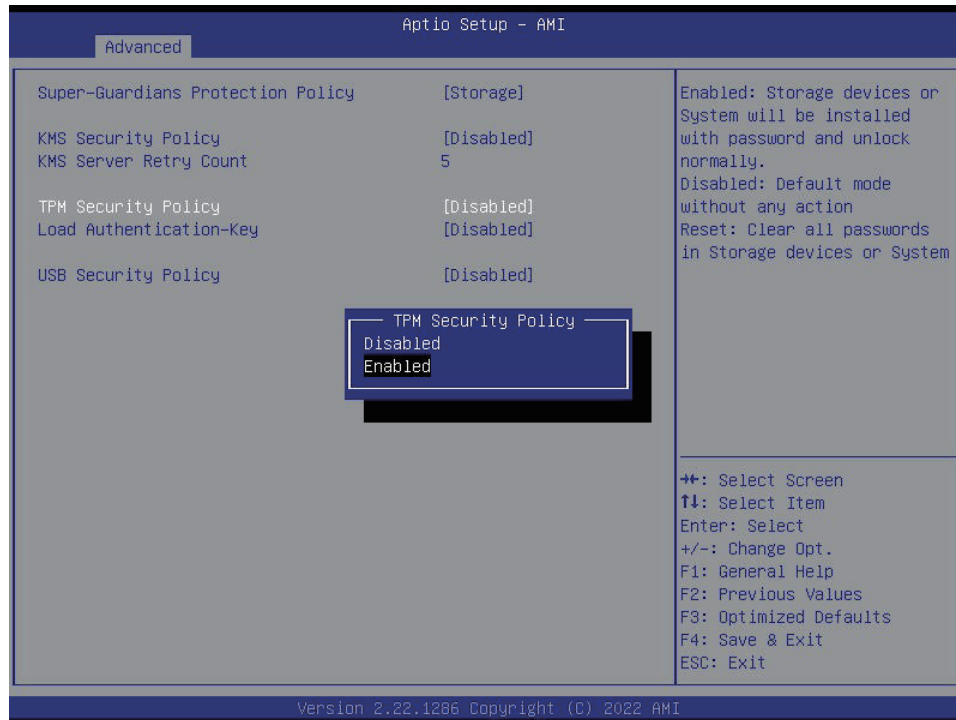 Aptio Setup – AMI
Advanced
Super-Guardians Protection Policy [Storage]
KMS Security Policy [Disabled]
KMS Server Retry Count 5
TPM Security Policy [Disabled]
Load Authentication-Key [Disabled]
USB Security Policy [Disabled]
TPM Security Policy
Disabled
Enabled
Enabled: Storage devices or
System will be installed
with password and unlock
normally.
Disabled: Default mode
without any action
Reset: Clear all passwords
in Storage devices or System
→←: Select Screen
↑↓: Select Item
Enter: Select
+/-: Change Opt.
F1: General Help
F2: Previous Values
F3: Optimized Defaults
F4: Save & Exit
ESC: Exit
Version 2.22.1286 Copyright (C) 2022 AMI